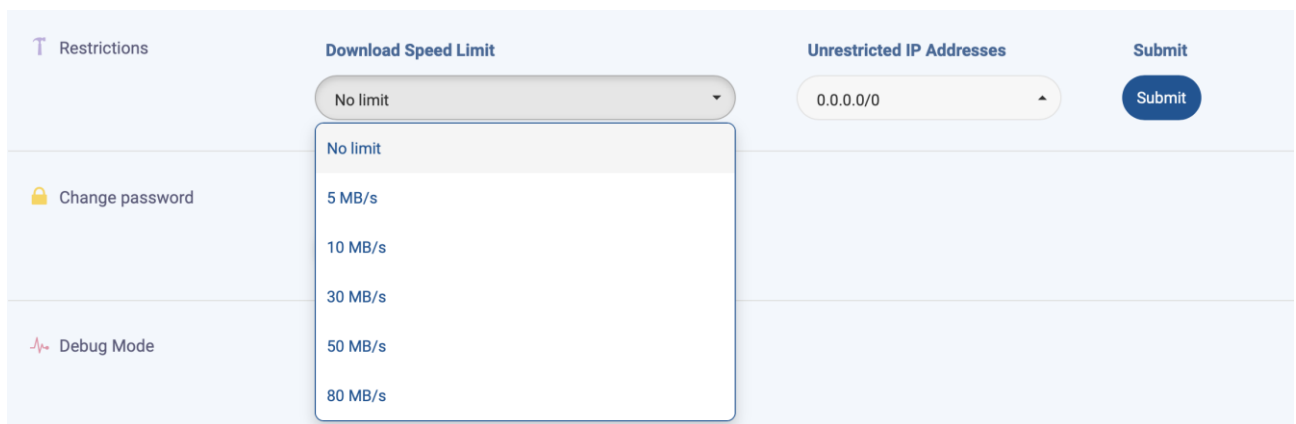 Restrictions
Download Speed Limit
Unrestricted IP Addresses
Submit
No limit
0.0.0.0/0
Submit
No limit
5 MB/s
10 MB/s
30 MB/s
50 MB/s
80 MB/s
Change password
Debug Mode